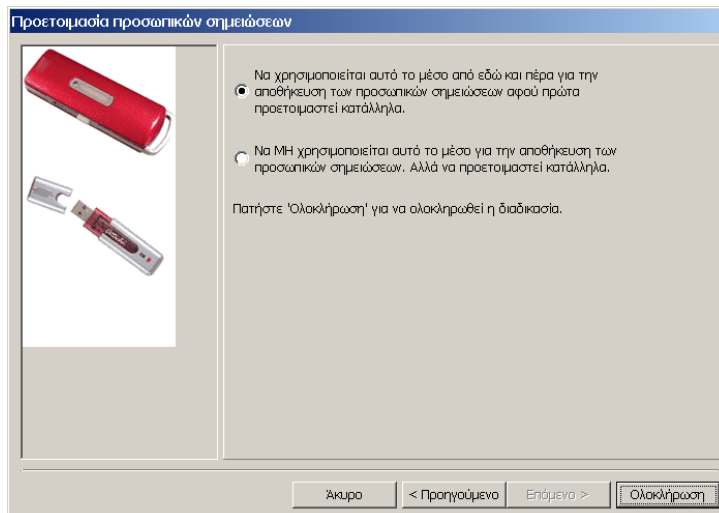 Προετοιμασία προσωπικών σημειώσεων
Να χρησιμοποιείται αυτό το μέσο από εδώ και πέρα για την
αποθήκευση των προσωπικών σημειώσεων αφού πρώτα
προετοιμαστεί κατάλληλα.
Να ΜΗ χρησιμοποιείται αυτό το μέσο για την αποθήκευση των
προσωπικών σημειώσεων. Αλλά να προετοιμαστεί κατάλληλα.
Πατήστε 'Ολοκλήρωση' για να ολοκληρωθεί η διαδικασία.
Άκυρο
< Προηγούμενο
Επόμενο >
Ολοκλήρωση